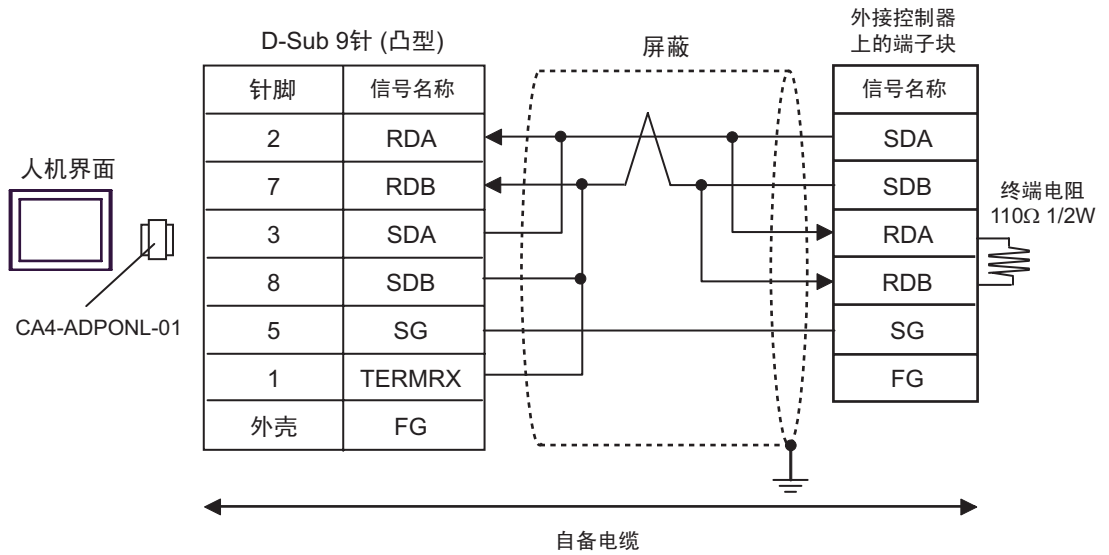 外接控制器
上的端子块
D-Sub 9针 (凸型)
屏蔽
针脚 信号名称
信号名称
2 RDA
SDA
7 RDB
SDB
3 SDA
RDA
8 SDB
RDB
5 SG
SG
1 TERMRX
FG
外壳 FG
人机界面
CA4-ADPONL-01
终端电阻
110Ω 1/2W
自备电缆